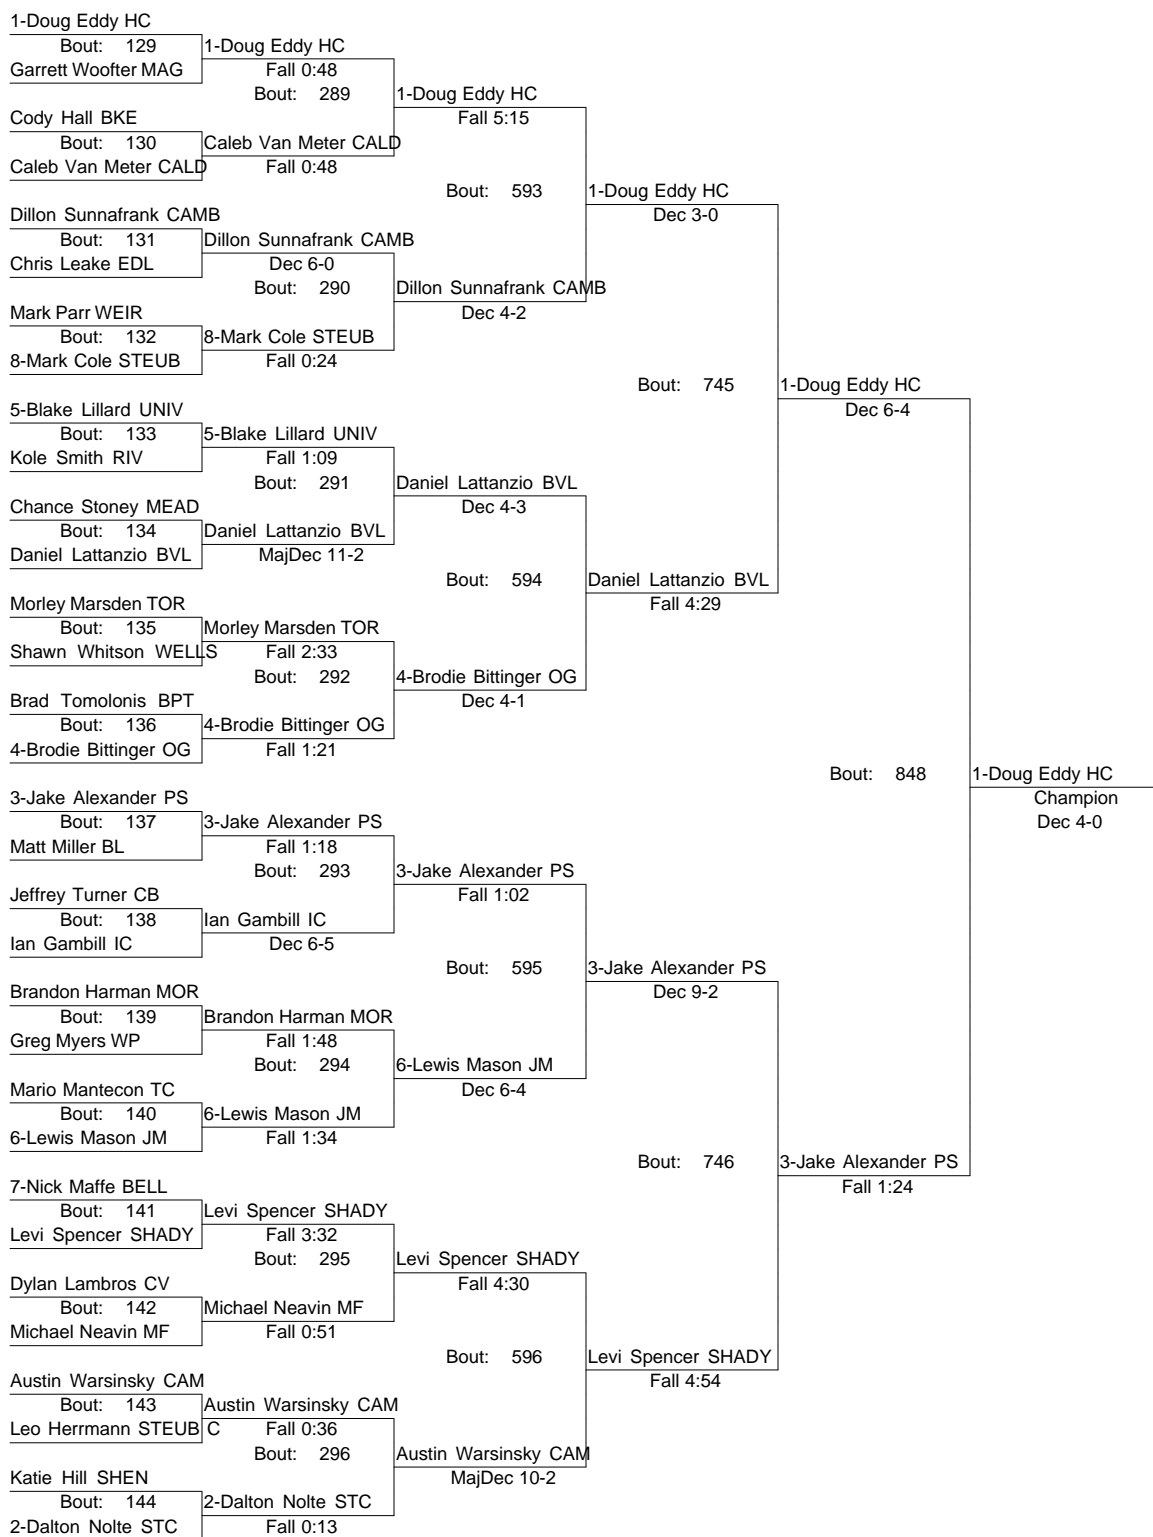 1-Doug Eddy HC
Bout: 129
1-Doug Eddy HC
Garrett Woofter MAG
Fall 0:48
Bout: 289
1-Doug Eddy HC
Cody Hall BKE
Fall 5:15
Bout: 130
Caleb Van Meter CALD
Caleb Van Meter CALD
Fall 0:48
Bout: 593
1-Doug Eddy HC
Dillon Sunnafrank CAMB
Dec 3-0
Bout: 131
Dillon Sunnafrank CAMB
Chris Leake EDL
Dec 6-0
Bout: 290
Dillon Sunnafrank CAMB
Mark Parr WEIR
Dec 4-2
Bout: 132
8-Mark Cole STEUB
8-Mark Cole STEUB
Fall 0:24
Bout: 745
1-Doug Eddy HC
5-Blake Lillard UNIV
Dec 6-4
Bout: 133
5-Blake Lillard UNIV
Kole Smith RIV
Fall 1:09
Bout: 291
Daniel Lattanzio BVL
Chance Stoney MEAD
Dec 4-3
Bout: 134
Daniel Lattanzio BVL
Daniel Lattanzio BVL
MajDec 11-2
Bout: 594
Daniel Lattanzio BVL
Morley Marsden TOR
Fall 4:29
Bout: 135
Morley Marsden TOR
Shawn Whitson WELLS
Fall 2:33
Bout: 292
4-Brodie Bittinger OG
Brad Tomolonis BPT
Dec 4-1
Bout: 136
4-Brodie Bittinger OG
4-Brodie Bittinger OG
Fall 1:21
Bout: 848
1-Doug Eddy HC
3-Jake Alexander PS
Champion
Bout: 137
3-Jake Alexander PS
Dec 4-0
Matt Miller BL
Fall 1:18
Bout: 293
3-Jake Alexander PS
Jeffrey Turner CB
Fall 1:02
Bout: 138
Ian Gambill IC
Ian Gambill IC
Dec 6-5
Bout: 595
3-Jake Alexander PS
Brandon Harman MOR
Dec 9-2
Bout: 139
Brandon Harman MOR
Greg Myers WP
Fall 1:48
Bout: 294
6-Lewis Mason JM
Mario Mantecon TC
Dec 6-4
Bout: 140
6-Lewis Mason JM
6-Lewis Mason JM
Fall 1:34
Bout: 746
3-Jake Alexander PS
7-Nick Maffe BELL
Fall 1:24
Bout: 141
Levi Spencer SHADY
Levi Spencer SHADY
Fall 3:32
Bout: 295
Levi Spencer SHADY
Dylan Lambros CV
Fall 4:30
Bout: 142
Michael Neavin MF
Michael Neavin MF
Fall 0:51
Bout: 596
Levi Spencer SHADY
Austin Warsinsky CAM
Fall 4:54
Bout: 143
Austin Warsinsky CAM
Leo Herrmann STEUB C
Fall 0:36
Bout: 296
Austin Warsinsky CAM
Katie Hill SHEN
MajDec 10-2
Bout: 144
2-Dalton Nolte STC
2-Dalton Nolte STC
Fall 0:13